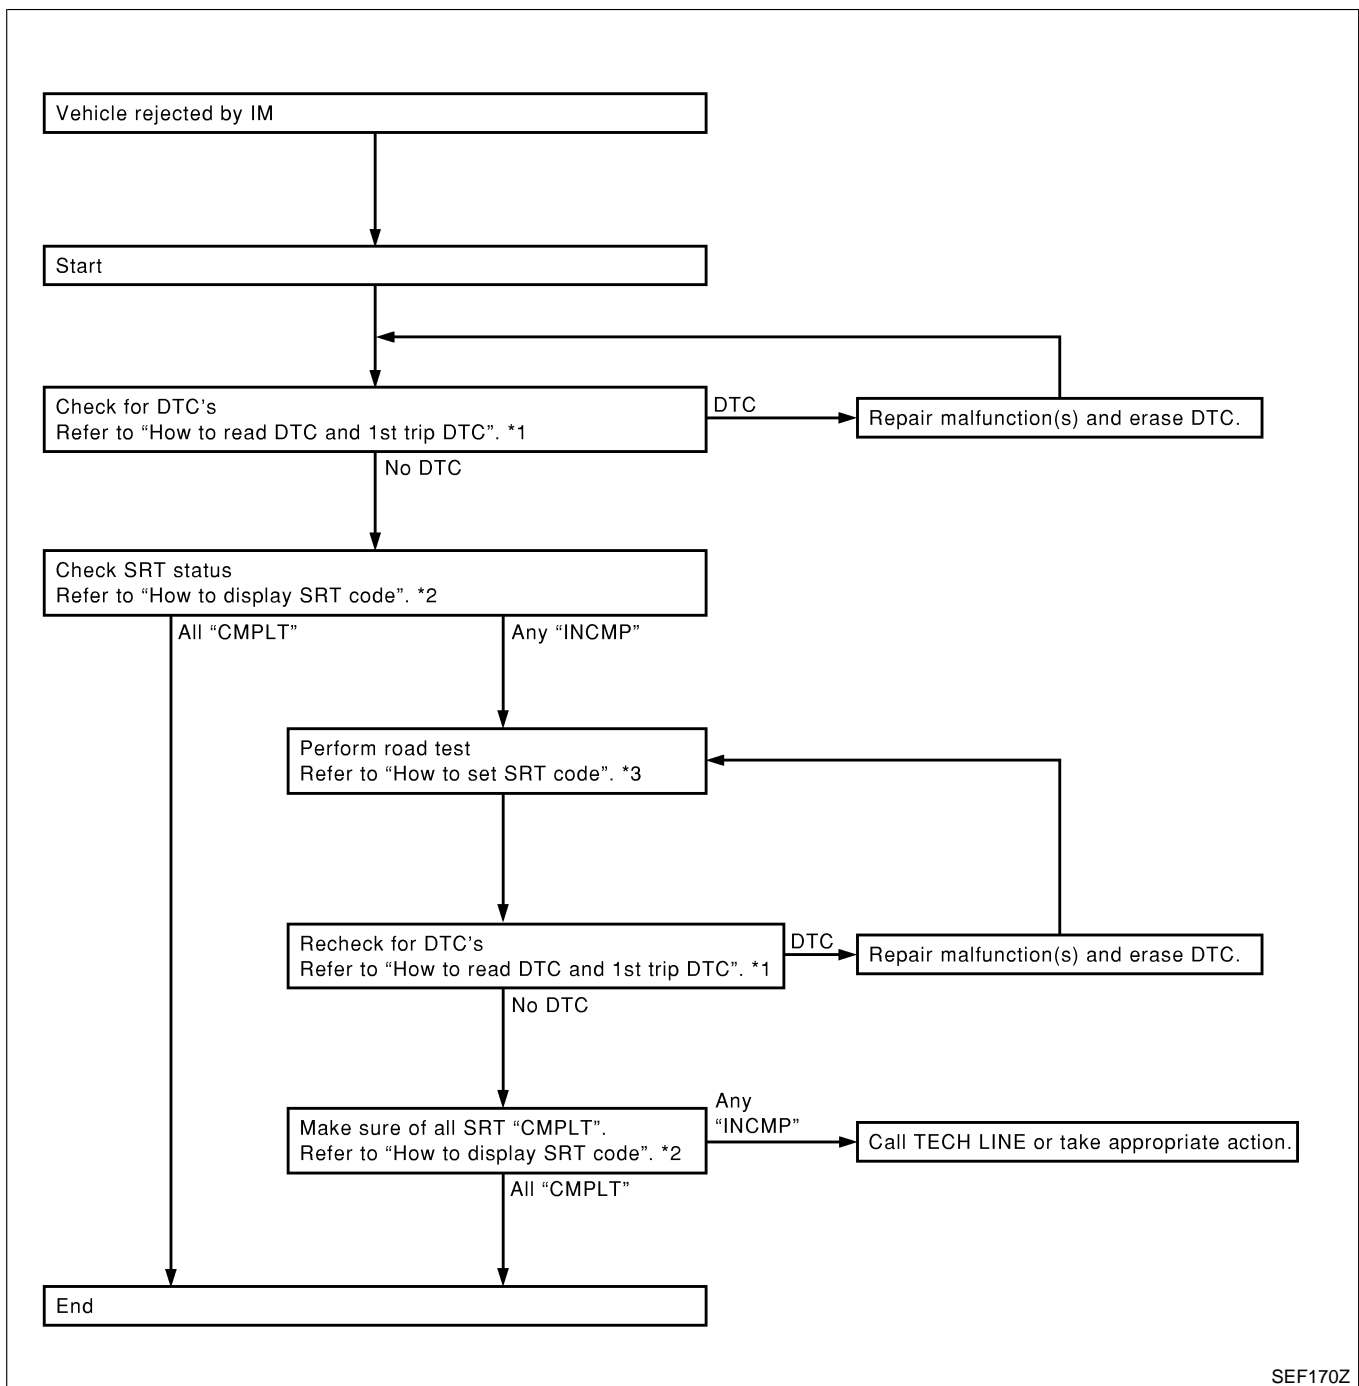 Vehicle rejected by IM
Start
Check for DTC's
Refer to “How to read DTC and 1st trip DTC”. *1
DTC
Repair malfunction(s) and erase DTC.
No DTC
Check SRT status
Refer to “How to display SRT code”. *2
All “CMPLT”
Any “INCMP”
Perform road test
Refer to “How to set SRT code”. *3
Recheck for DTC's
Refer to “How to read DTC and 1st trip DTC”. *1
DTC
Repair malfunction(s) and erase DTC.
No DTC
Make sure of all SRT “CMPLT”.
Refer to “How to display SRT code”. *2
Any
“INCMP”
Call TECH LINE or take appropriate action.
All “CMPLT”
End
SEF170Z